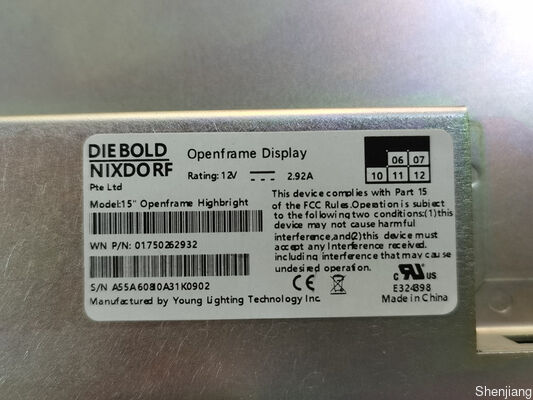 DIEBOLD
NIXDORF
Pte Ltd
Openframe Display
Rating: 12V 2.92A
06 07
10 11 12
Model:15" Openframe Highbright
WN P/N: 01750262932
S/N A55A6080A31K0902
Manufactured by Young Lighting Technology Inc.
This device complies with Part 15
of the FCC Rules.Operation is subject
to the following two conditions:(1)this
device may not cause harmful
interference,and(2)this device must
accept any Interference received.
including interference that may cause
undesired operation.
CE
c RU US
E324398
Made in China
Shenjiang